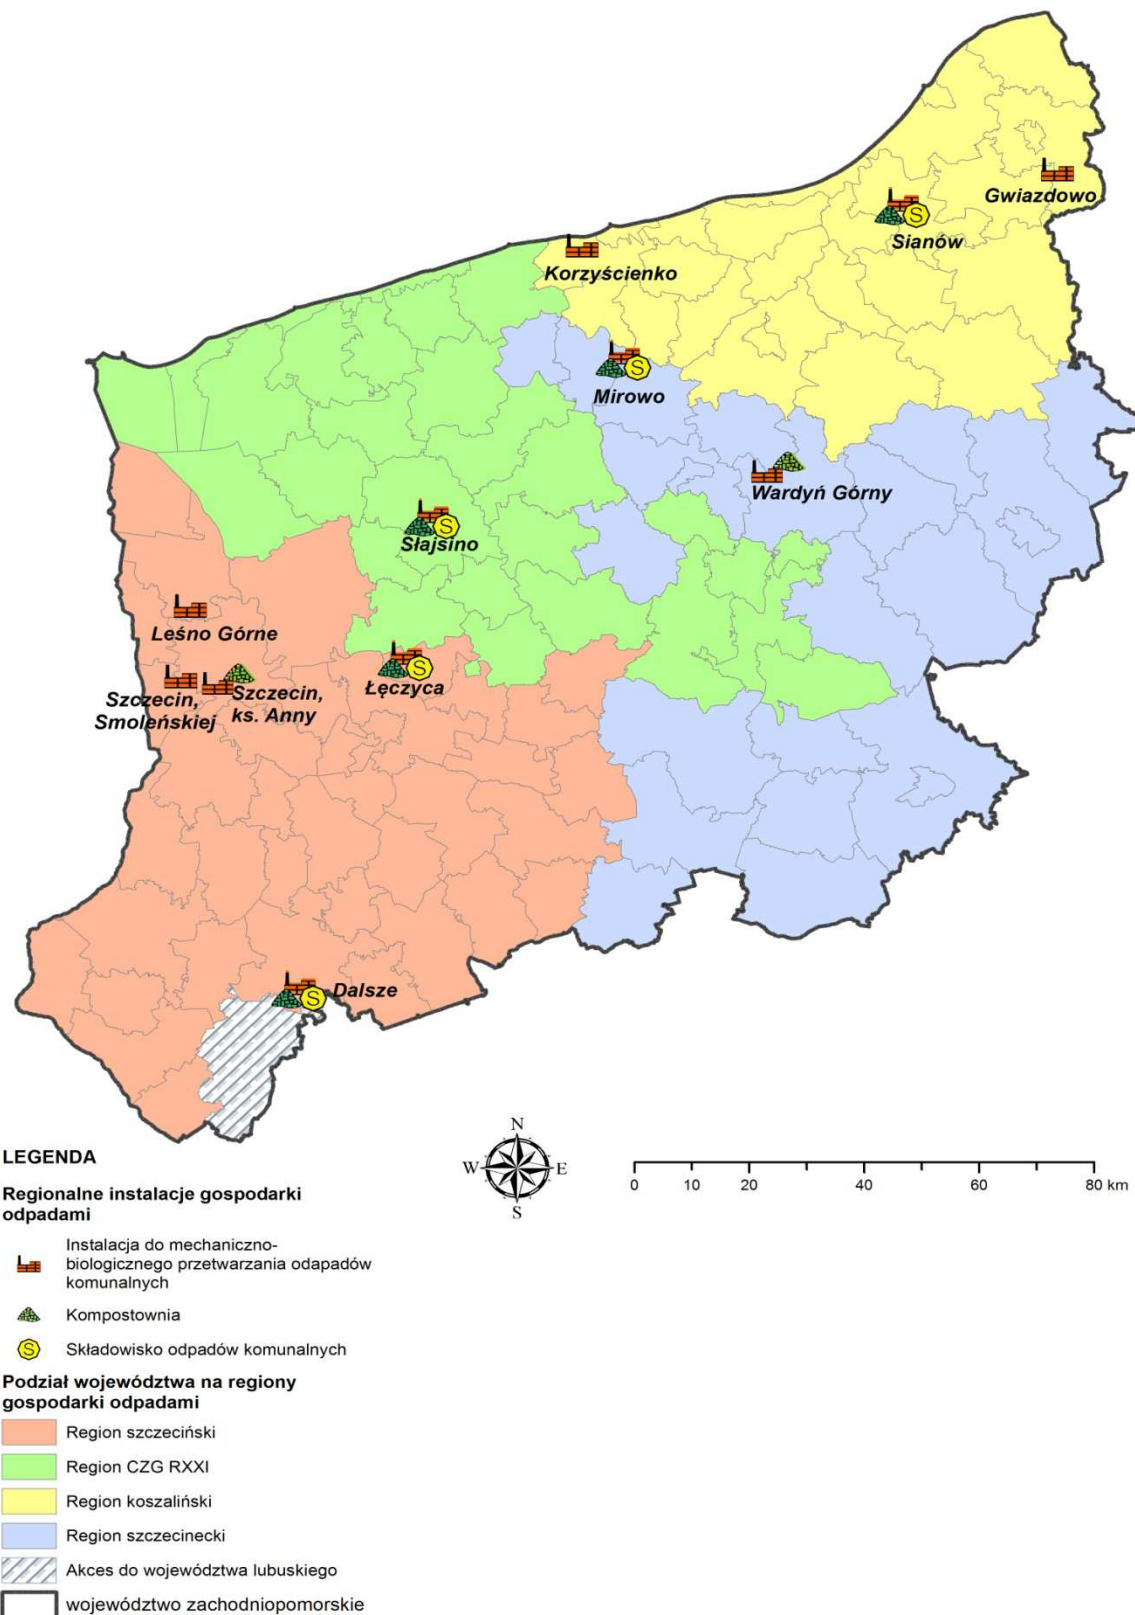 Gwiazdowo
S
Sianów
Korzyścienko
S
Mirowo
Wardyń Górny
S
Słajsino
Leśno Górne
S
Łęczyca
Szczecin,
Smoleńskiej
Szczecin,
ks. Anny
S
Dalsze
N
W
E
S
0 10 20 40 60 80 km
LEGENDA
Regionalne instalacje gospodarki
odpadami
Instalacja do mechaniczno-
biologicznego przetwarzania odapadów
komunalnych
Kompostownia
S
Składowisko odpadów komunalnych
Podział województwa na regiony
gospodarki odpadami
Region szczeciński
Region CZG RXXI
Region koszaliński
Region szczecinecki
Akces do województwa lubuskiego
województwo zachodniopomorskie